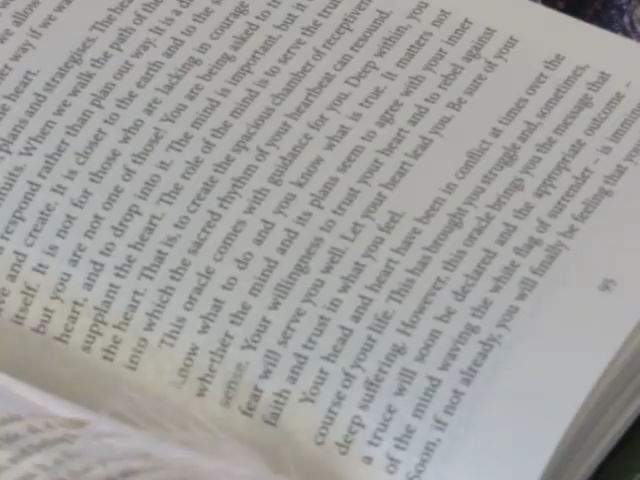 we allow
way if we wa
heart.
plans and strategises. The hea
When we walk the path of the
respond rather than plan our way. It is a di
and create. It is closer to the earth and to the s
itself. It is not for those who are lacking in courage
but you are not one of those! You are being asked to tr
heart, and to drop into it. The mind is important, but it
supplant the heart. The role of the mind is to serve the tru
the heart. That is, to create the spacious chamber of receptiven
into which the sacred rhythm of your heartbeat can resound.
This oracle comes with guidance for you. Deep within, you
know what to do and you know what is true. It matters not
whether the mind and its plans seem to agree with your inner
sense. Your willingness to trust your heart and to rebel against
fear will serve you well. Let your heart lead you. Be sure of your
faith and trust in what you feel.
Your head and heart have been in conflict at times over the
course of your life. This has brought you struggle and, sometimes,
deep suffering. However, this oracle brings you the message that
a truce will soon be declared and the appropriate outcome –
of the mind waving the white flag of surrender – is immin
Soon, if not already, you will finally be feeling that you
95